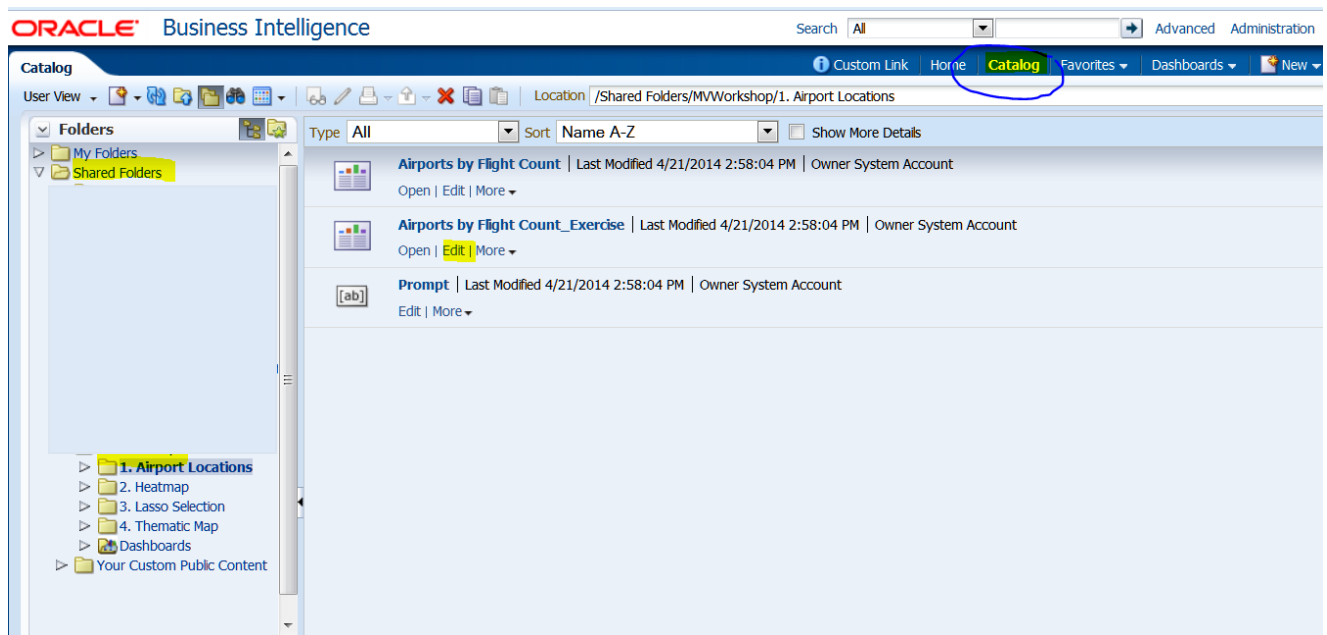 ORACLE Business Intelligence
Search All Advanced Administration
Catalog Custom Link Home Catalog Favorites Dashboards New
User View Location /Shared Folders/MVWorkshop/1. Airport Locations
Folders Type All Sort Name A-Z Show More Details
My Folders
Shared Folders
Airports by Flight Count | Last Modified 4/21/2014 2:58:04 PM | Owner System Account
Open | Edit | More
Airports by Flight Count_Exercise | Last Modified 4/21/2014 2:58:04 PM | Owner System Account
Open | Edit | More
[ab] Prompt | Last Modified 4/21/2014 2:58:04 PM | Owner System Account
Edit | More
1. Airport Locations
2. Heatmap
3. Lasso Selection
4. Thematic Map
Dashboards
Your Custom Public Content